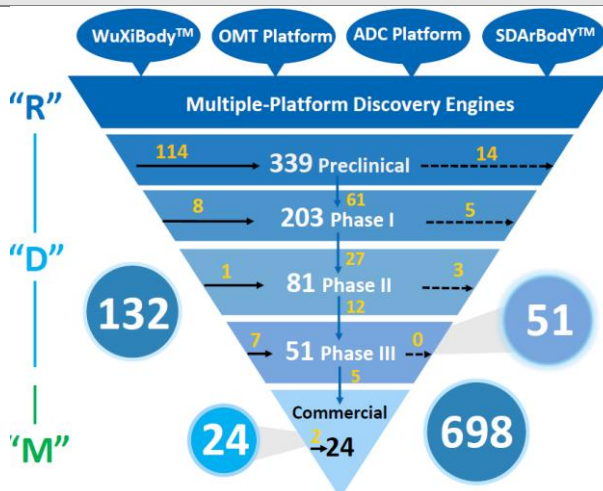 WuXiBody™
OMT Platform
ADC Platform
SDArBodY™
"R"
Multiple-Platform Discovery Engines
114
339 Preclinical
14
61
8
203 Phase I
5
27
"D"
1
81 Phase II
3
12
132
7
51 Phase III
0
51
5
Commercial
24
2
24
698
"M"